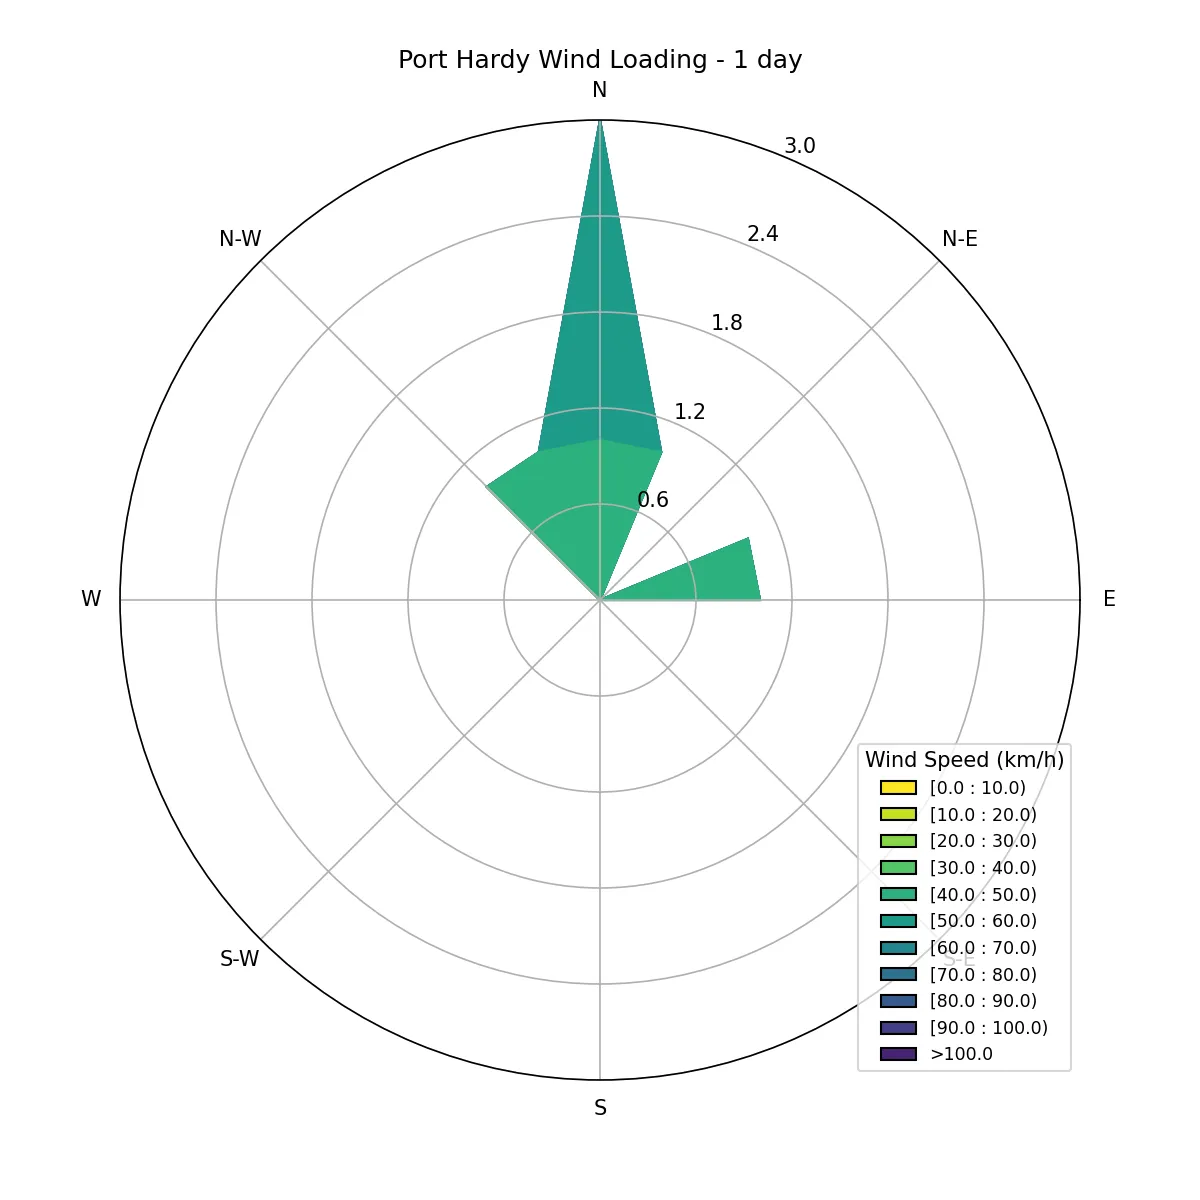 Port Hardy Wind Loading - 1 day
N
3.0
N-W
2.4
N-E
1.8
1.2
0.6
W
E
Wind Speed (km/h)
[0.0 : 10.0)
[10.0 : 20.0)
[20.0 : 30.0)
[30.0 : 40.0)
[40.0 : 50.0)
[50.0 : 60.0)
[60.0 : 70.0)
[70.0 : 80.0)
[80.0 : 90.0)
[90.0 : 100.0)
>100.0
S-W
S-E
S